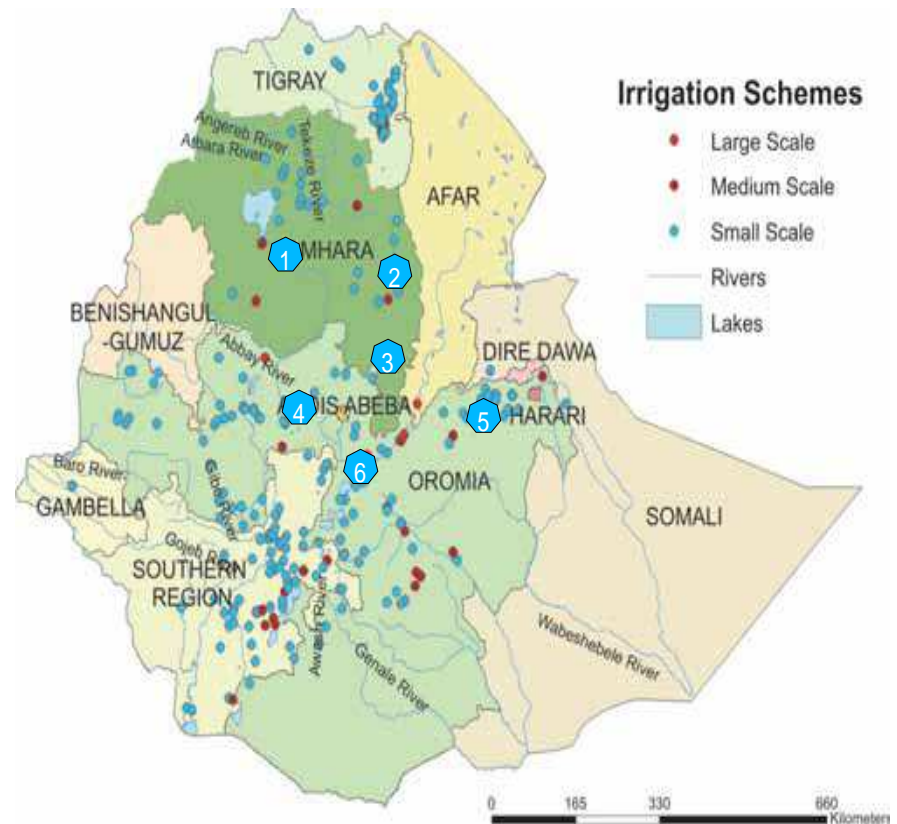 TIGRAY
Irrigation Schemes
Large Scale
Medium Scale
Small Scale
Rivers
Lakes
Angereb River
Atbara River
Tekeze River
AFAR
1
MHARA
2
BENISHANGUL
-GUMUZ
Abbay River
3
DIRE DAWA
4
DIS ABEBA
5
HARARI
6
OROMIA
Baro River
GAMBELLA
Gibe River
SOMALI
Gojeb R
SOUTHERN
REGION
Awash River
Genale River
Wabeshebele River
0 165 330 660
Kilometers